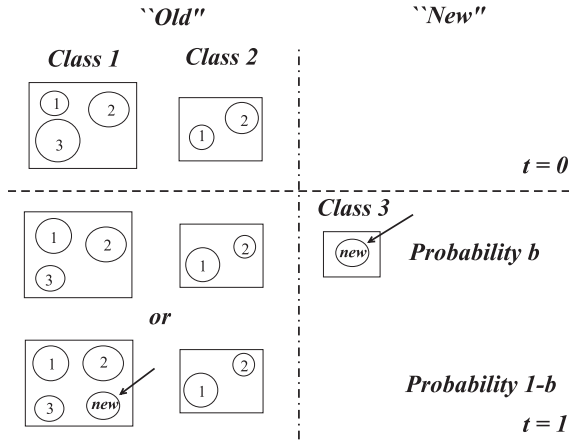 ``Old"
``New"
Class 1
Class 2
1
2
3
1
2
t = 0
Class 3
1
2
3
1
2
new
Probability b
or
1
2
3
new
1
2
Probability 1-b
t = 1